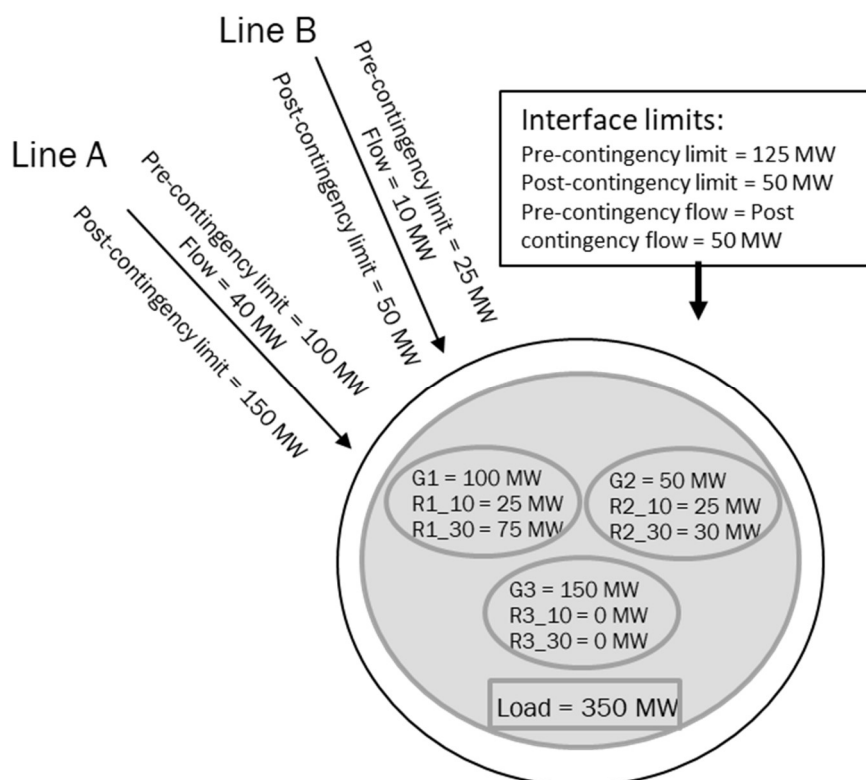 Line B
Pre-contingency limit = 25 MW
Flow = 10 MW
Post-contingency limit = 50 MW
Line A
Pre-contingency limit = 100 MW
Flow = 40 MW
Post-contingency limit = 150 MW
Interface limits:
Pre-contingency limit = 125 MW
Post-contingency limit = 50 MW
Pre-contingency flow = Post
contingency flow = 50 MW
G1 = 100 MW
R1_10 = 25 MW
R1_30 = 75 MW
G2 = 50 MW
R2_10 = 25 MW
R2_30 = 30 MW
G3 = 150 MW
R3_10 = 0 MW
R3_30 = 0 MW
Load = 350 MW